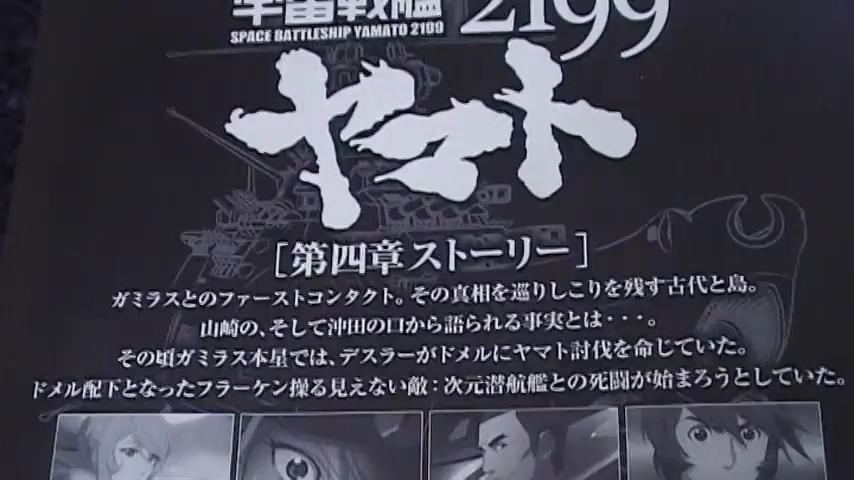 宇宙戦艦
SPACE BATTLESHIP YAMATO 2199
2199
ヤマト
[第四章ストーリー]
ガミラスとのファーストコンタクト。その真相を巡りしこりを残す古代と島。
山崎の、そして沖田の口から語られる事実とは・・・。
その頃ガミラス本星では、デスラーがドメルにヤマト討伐を命じていた。
ドメル配下となったフラーケン操る見えない敵：次元潜航艦との死闘が始まろうとしていた。